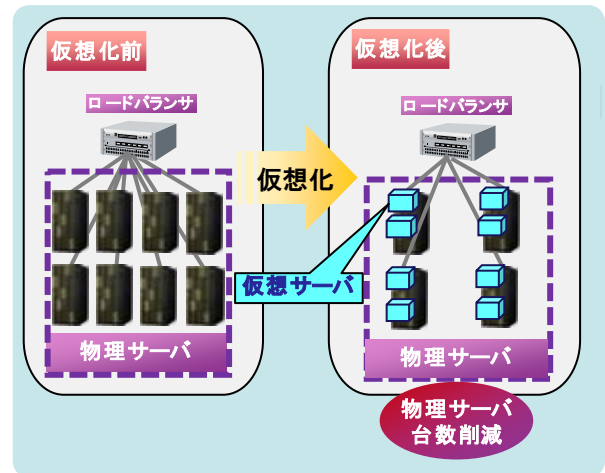 仮想化前
ロードバランサ
物理サーバ
仮想化
仮想サーバ
仮想化後
ロードバランサ
物理サーバ
物理サーバ
台数削減